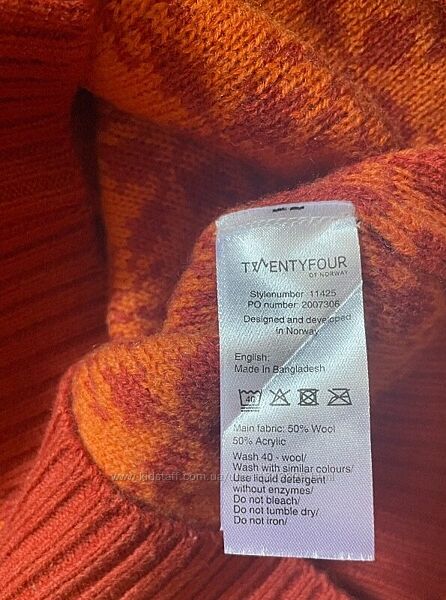 TWENTYFOUR
OF NORWAY
Stylenumber 11425
PO number: 2007306
Designed and developed
in Norway
English:
Made in Bangladesh
40
Main fabric: 50% Wool
50% Acrylic
Wash 40 - wool/
Wash with similar colours/
Use liquid detergent
without enzymes/
Do not bleach/
Do not tumble dry/
Do not iron/